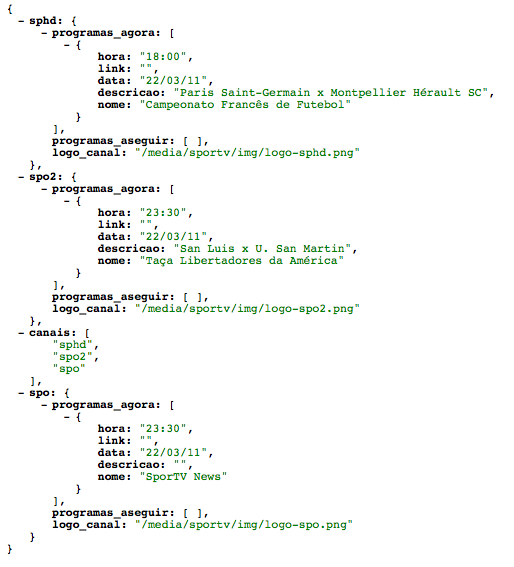 {
- sphd: {
- programas_agora: [
- {
hora: "18:00",
link: "",
data: "22/03/11",
descricao: "Paris Saint-Germain x Montpellier Hérault SC",
nome: "Campeonato Francês de Futebol"
}
],
programas_aseguir: [ ],
logo_canal: "/media/sportv/img/logo-sphd.png"
},
- spo2: {
- programas_agora: [
- {
hora: "23:30",
link: "",
data: "22/03/11",
descricao: "San Luis x U. San Martin",
nome: "Taça Libertadores da América"
}
],
programas_aseguir: [ ],
logo_canal: "/media/sportv/img/logo-spo2.png"
},
- canais: [
"sphd",
"spo2",
"spo"
],
- spo: {
- programas_agora: [
- {
hora: "23:30",
link: "",
data: "22/03/11",
descricao: "",
nome: "SporTV News"
}
],
programas_aseguir: [ ],
logo_canal: "/media/sportv/img/logo-spo.png"
}
}